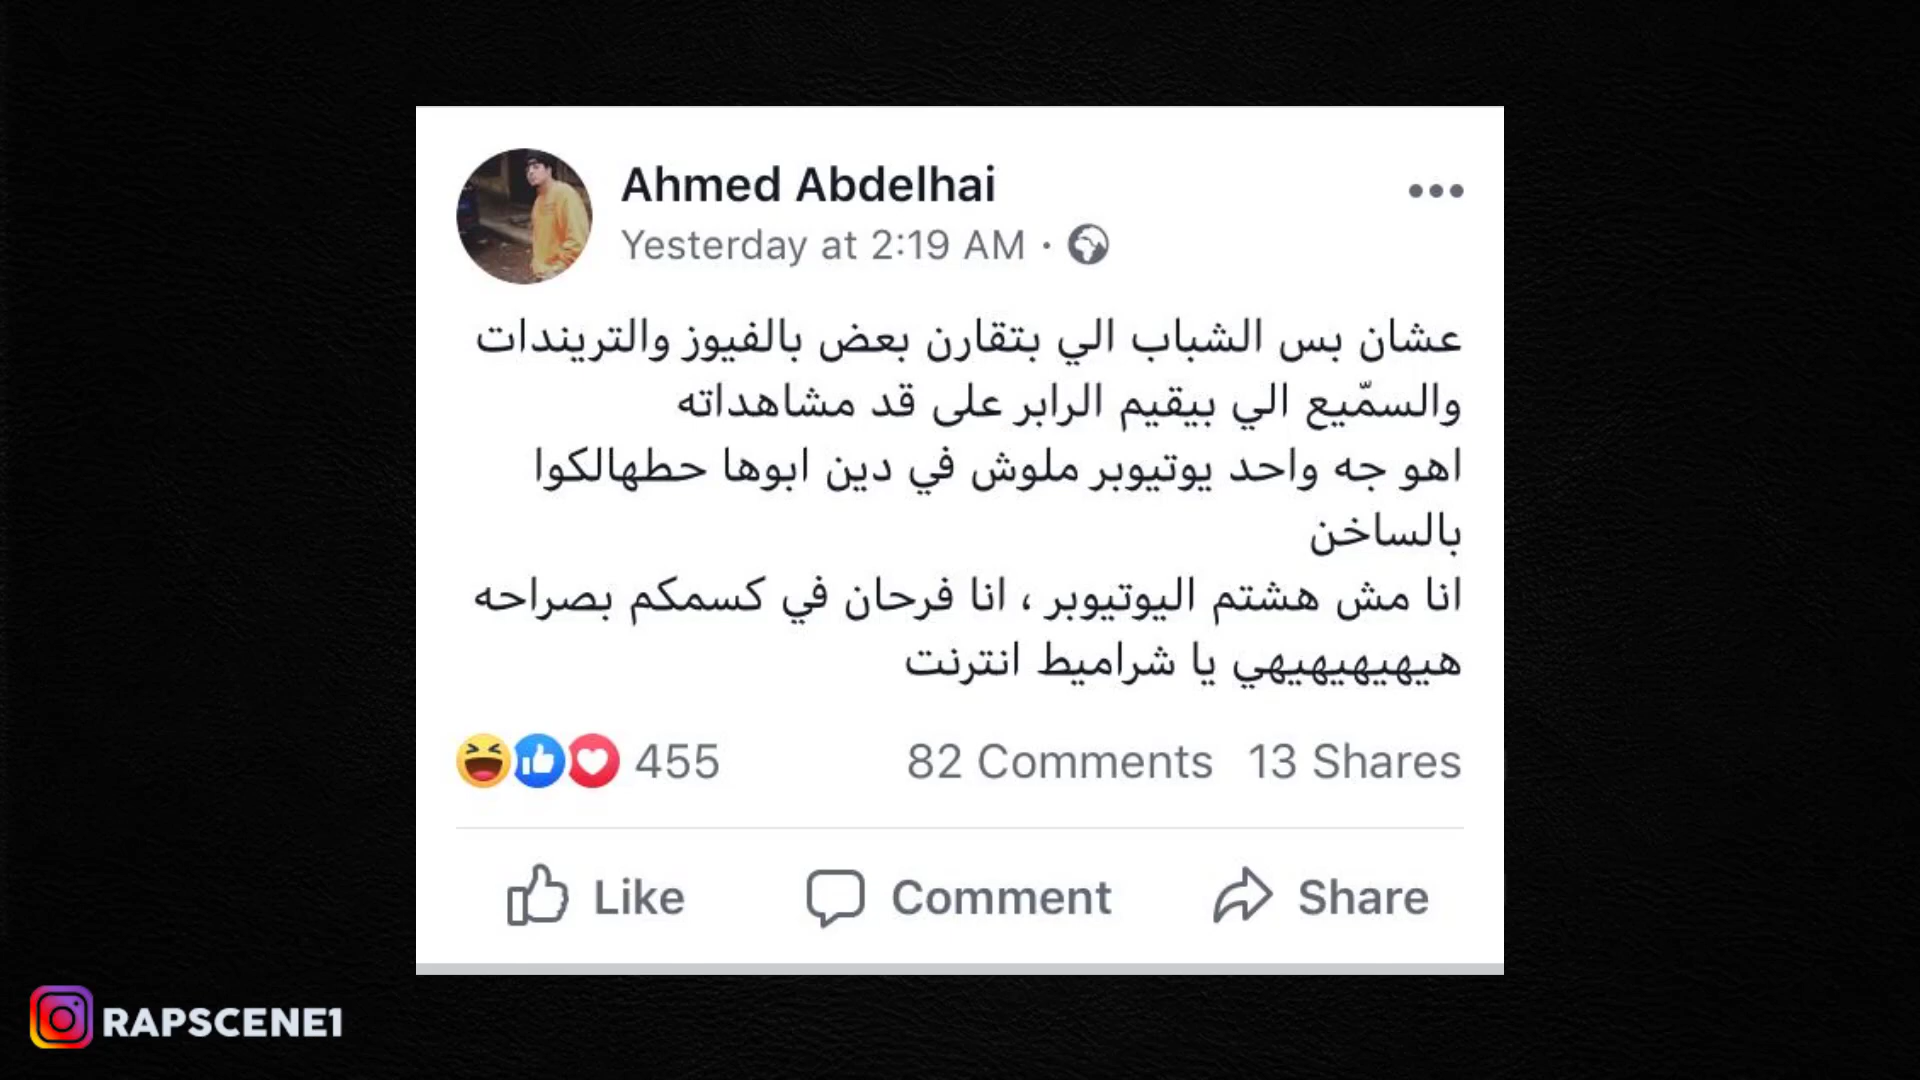 Ahmed Abdelhai
Yesterday at 2:19 AM ·
عشان بس الشباب الي بتقارن بعض بالفيوز والتريندات
والسمّيع الي بيقيم الرابر على قد مشاهداته
اهو جه واحد يوتيوبر ملوش في دين ابوها حطهالكوا
بالساخن
انا مش هشتم اليوتيوبر ، انا فرحان في كسمكم بصراحه
هيهيهيهيهي يا شراميط انترنت
455 82 Comments 13 Shares
Like Comment Share
RAPSCENE1